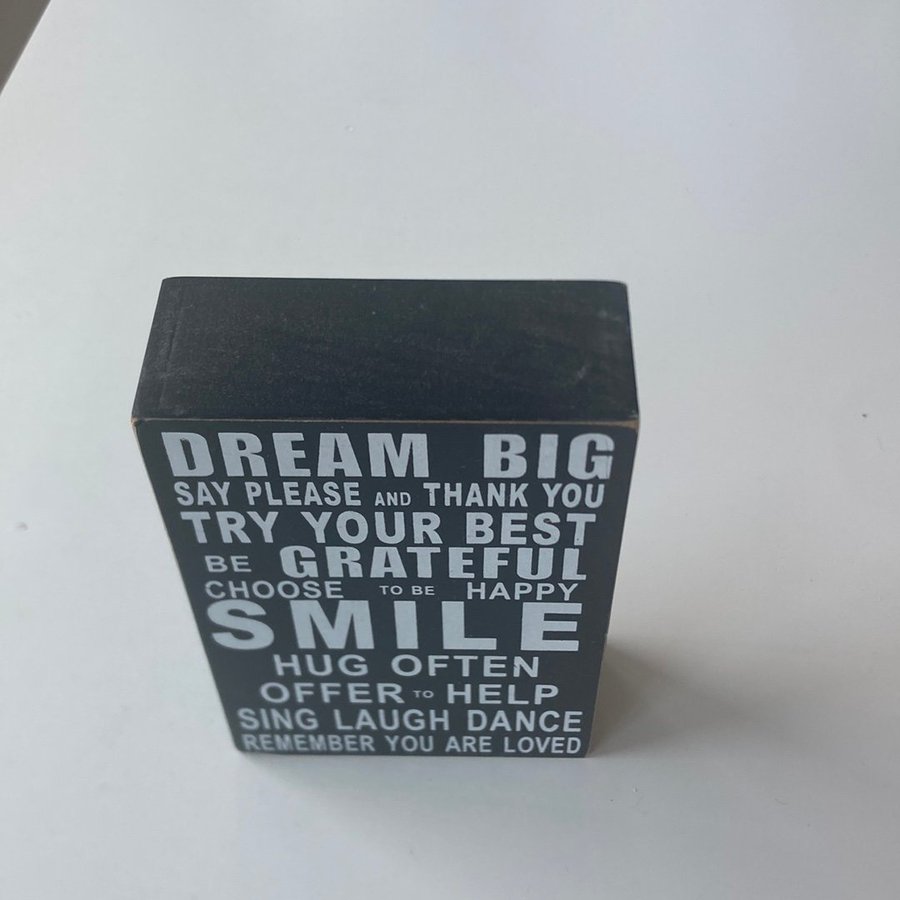 DREAM BIG
SAY PLEASE AND THANK YOU
TRY YOUR BEST
BE GRATEFUL
CHOOSE TO BE HAPPY
SMILE
HUG OFTEN
OFFER TO HELP
SING LAUGH DANCE
REMEMBER YOU ARE LOVED